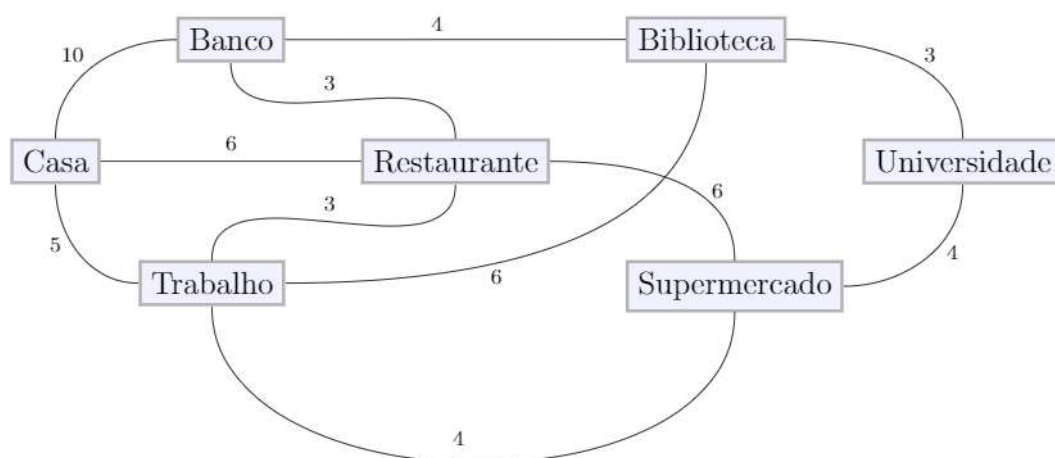 4
Banco
Biblioteca
10
3
3
6
Casa
Restaurante
Universidade
3
6
5
4
Trabalho
6
Supermercado
4